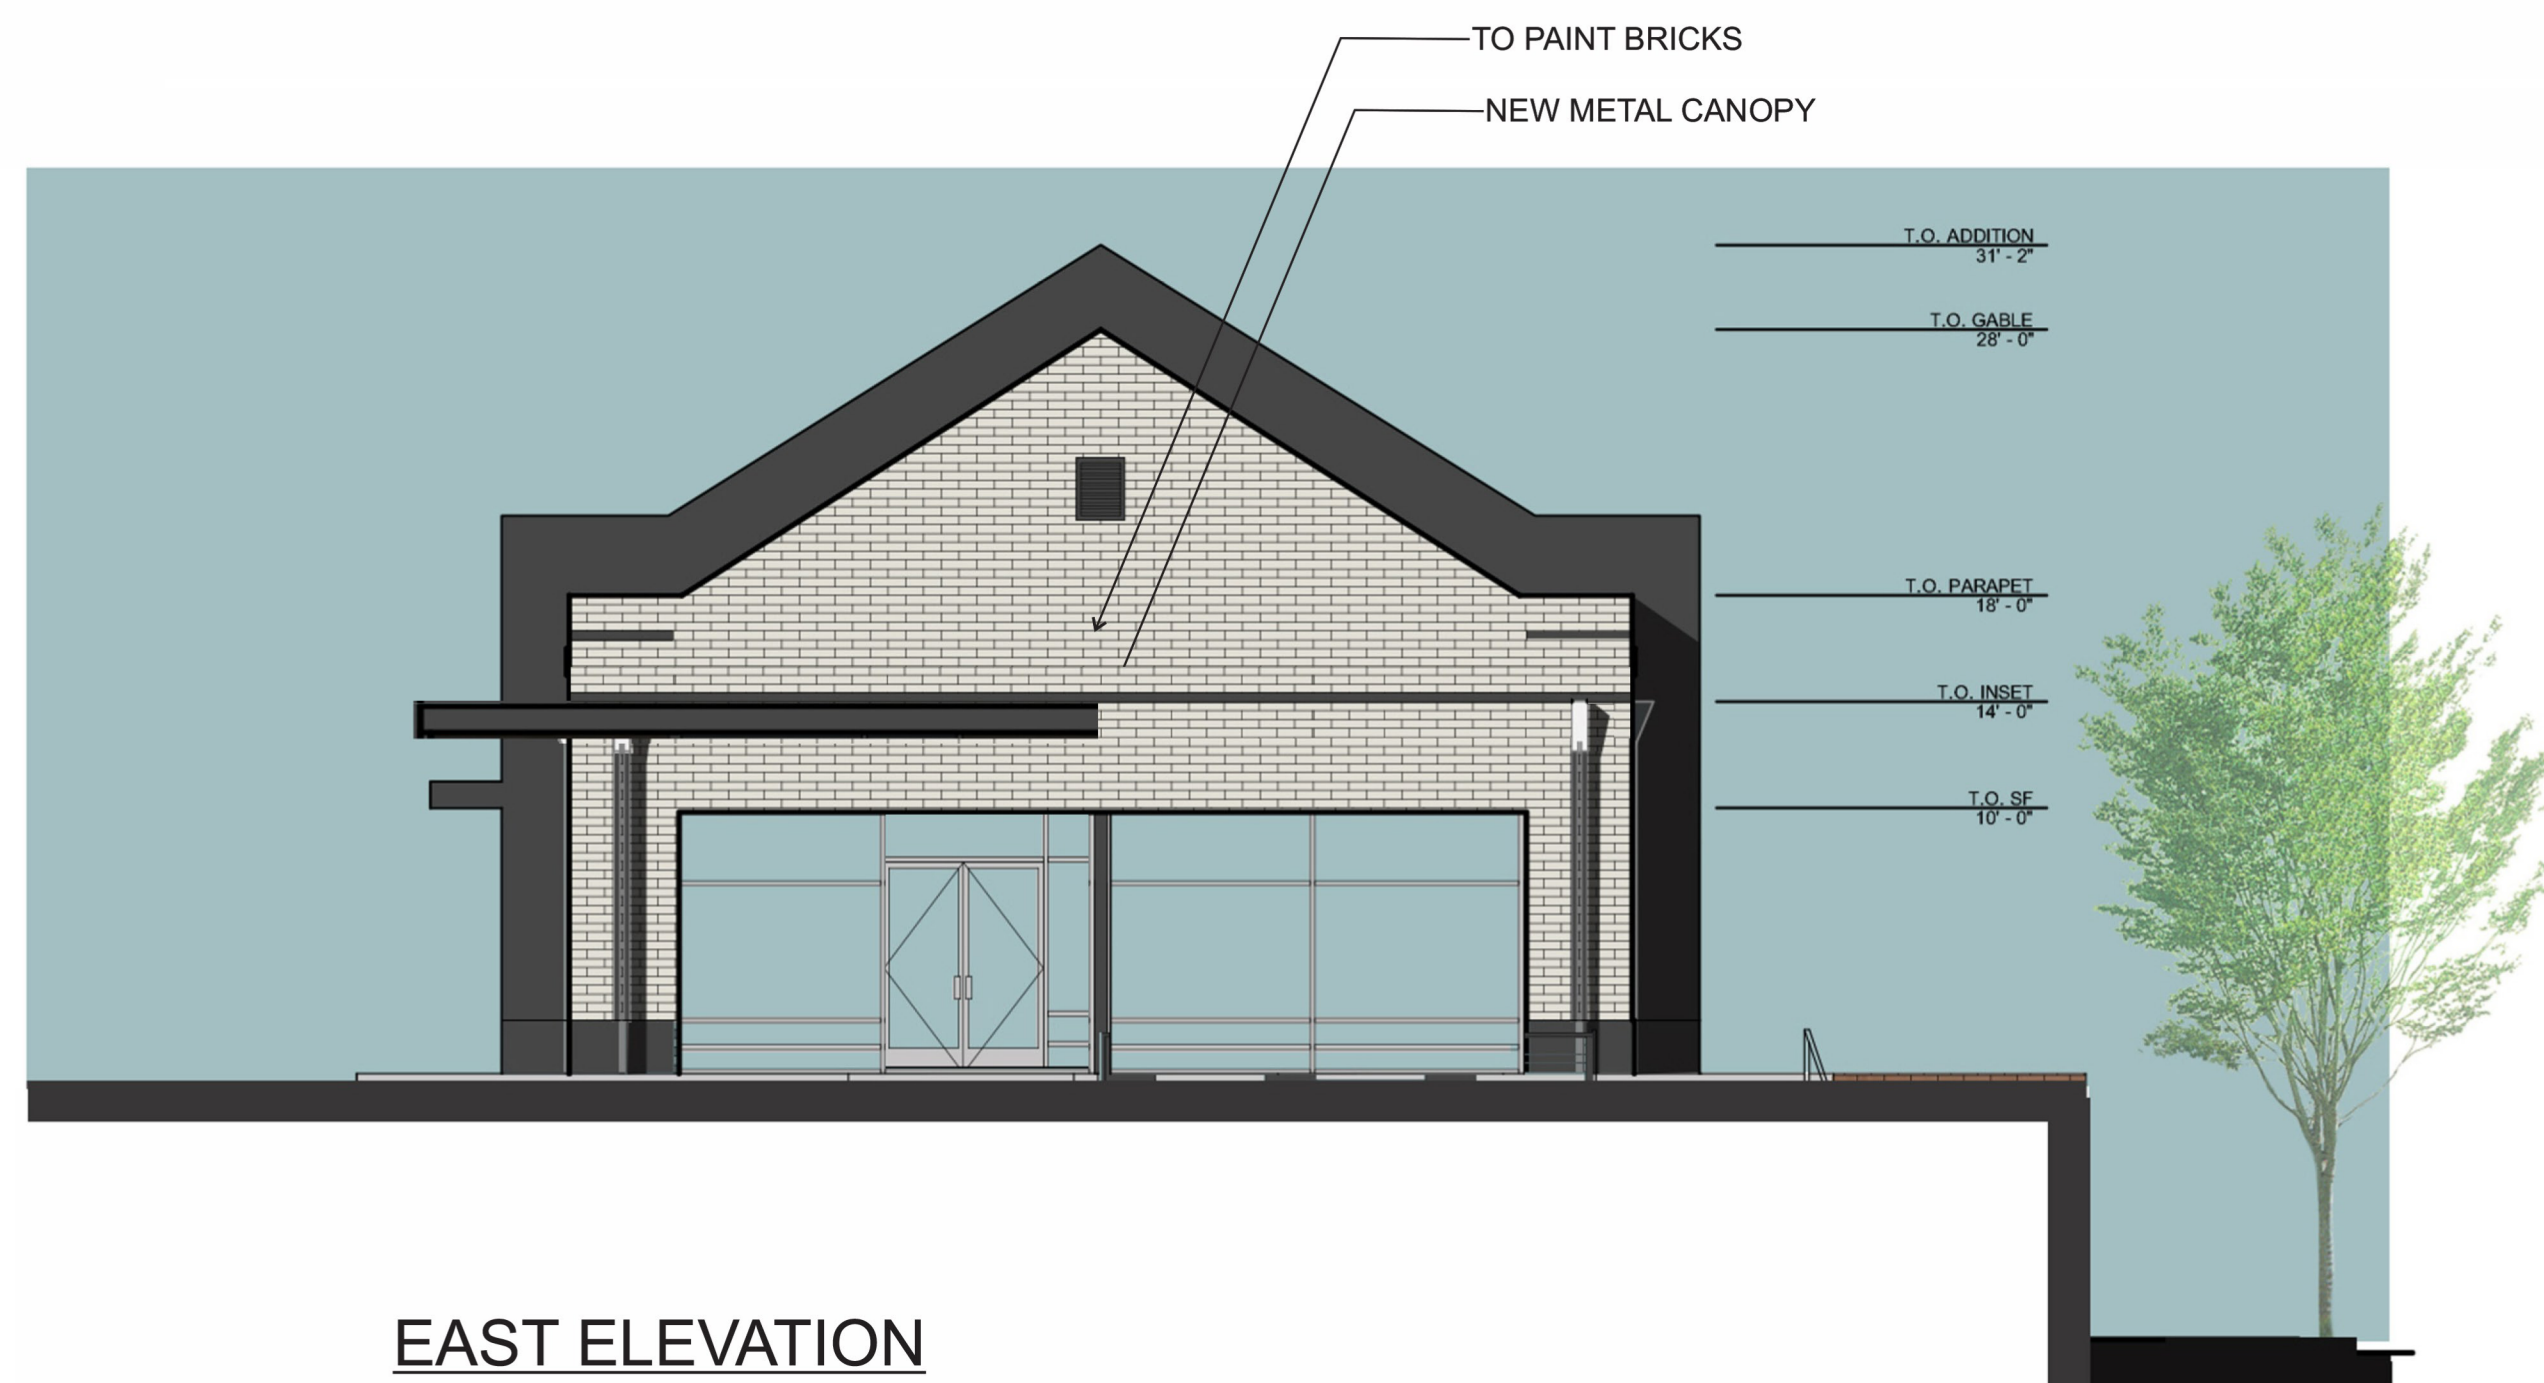 TO PAINT BRICKS
NEW METAL CANOPY
T.O. ADDITION
31' - 2"
T.O. GABLE
28' - 0"
T.O. PARAPET
18' - 0"
T.O. INSET
14' - 0"
T.O. SF
10' - 0"
EAST ELEVATION